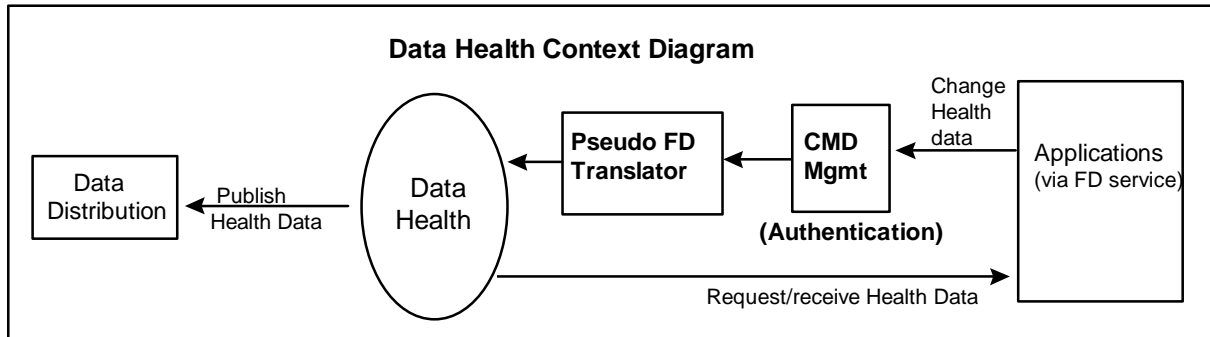 Data Health Context Diagram
Data
Distribution
Publish
Health Data
Data
Health
Pseudo FD
Translator
CMD
Mgmt
(Authentication)
Change
Health
data
Applications
(via FD service)
Request/receive Health Data